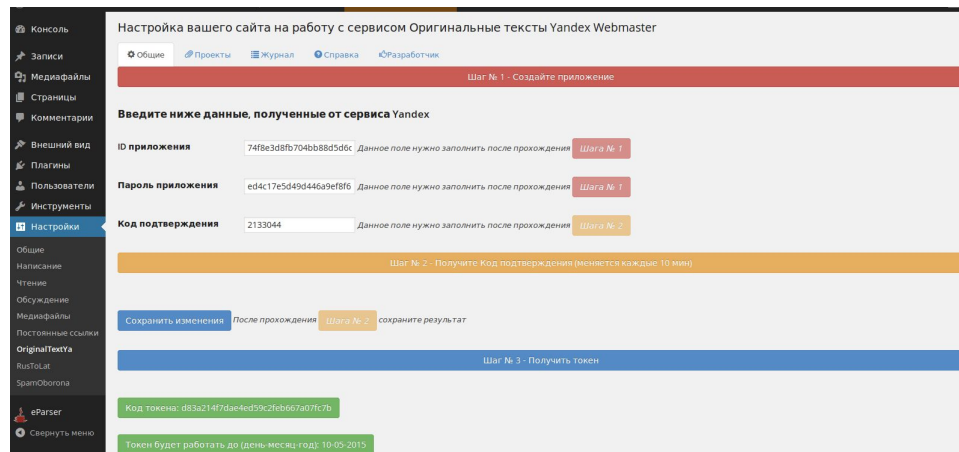 Консоль
Записи
Медиафайлы
Страницы
Комментарии
Внешний вид
Плагины
Пользователи
Инструменты
Настройки
Общие
Написание
Чтение
Обсуждение
Медиафайлы
Постоянные ссылки
OriginalTextYa
RusToLat
SpamOborona
eParser
Свернуть меню
Настройка вашего сайта на работу с сервисом Оригинальные тексты Yandex Webmaster
Общие Проекты Журнал Справка Разработчик
Шаг № 1 - Создайте приложение
Введите ниже данные, полученные от сервиса Yandex
ID приложения 74f8e3d8fb704bb88d5d6c Данное поле нужно заполнить после прохождения Шага № 1
Пароль приложения ed4c17e5d49d446a9ef8f6 Данное поле нужно заполнить после прохождения Шага № 1
Код подтверждения 2133044 Данное поле нужно заполнить после прохождения Шага № 2
Шаг № 2 - Получите Код подтверждения (меняется каждые 10 мин)
Сохранить изменения После прохождения Шага № 2 сохраните результат
Шаг № 3 - Получить токен
Код токена: d83a214f7dae4ed59c2feb667a07fc7b
Токен будет работать до (день-месяц-год): 10-05-2015